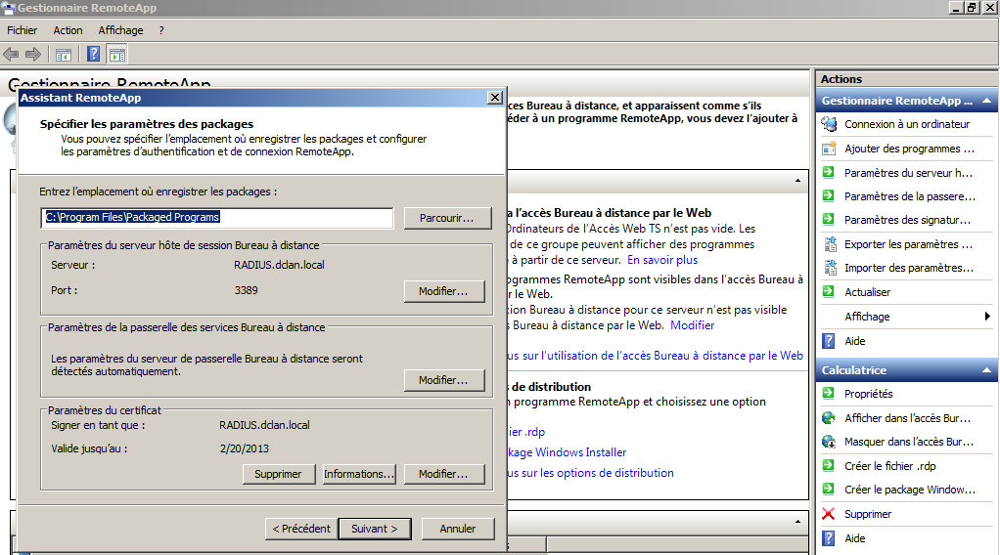 Gestionnaire RemoteApp
Fichier Action Affichage ?
Gestionnaire RemoteApp
Assistant RemoteApp
Spécifier les paramètres des packages
Vous pouvez spécifier l'emplacement où enregistrer les packages et configurer
les paramètres d'authentification et de connexion RemoteApp.
Entrez l'emplacement où enregistrer les packages :
C:\Program Files\Packaged Programs
Parcourir...
Paramètres du serveur hôte de session Bureau à distance
Serveur : RADIUS.dclan.local
Port : 3389
Modifier...
Paramètres de la passerelle des services Bureau à distance
Les paramètres du serveur de passerelle Bureau à distance seront
détectés automatiquement.
Modifier...
Paramètres du certificat
Signer en tant que : RADIUS.dclan.local
Valide jusqu'au : 2/20/2013
Supprimer Informations... Modifier...
< Précédent Suivant > Annuler
ces Bureau à distance, et apparaissent comme s'ils
éder à un programme RemoteApp, vous devez l'ajouter à
a l'accès Bureau à distance par le Web
Ordinateurs de l'Accès Web TS n'est pas vide. Les
de ce groupe peuvent afficher des programmes
à partir de ce serveur. En savoir plus
ogrammes RemoteApp sont visibles dans l'accès Bureau à
r le Web.
tion Bureau à distance pour ce serveur n'est pas visible
s Bureau à distance par le Web. Modifier
us sur l'utilisation de l'accès Bureau à distance par le Web
s de distribution
n programme RemoteApp et choisissez une option
ier .rdp
kage Windows Installer
us sur les options de distribution
Actions
Gestionnaire RemoteApp ...
Connexion à un ordinateur
Ajouter des programmes ...
Paramètres du serveur h...
Paramètres de la passere...
Paramètres des signatur...
Exporter les paramètres ...
Importer des paramètres...
Actualiser
Affichage
Aide
Calculatrice
Propriétés
Afficher dans l'accès Bur...
Masquer dans l'accès Bur...
Créer le fichier .rdp
Créer le package Window...
Supprimer
Aide